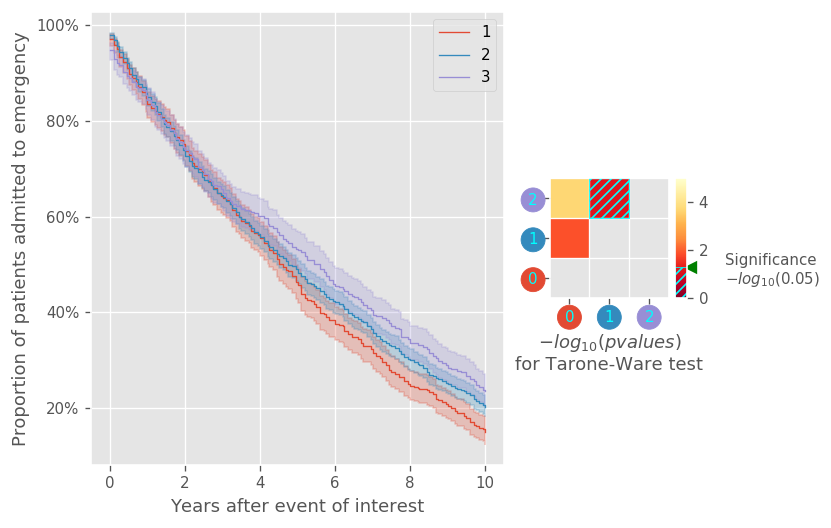 100%
80%
60%
40%
20%
Proportion of patients admitted to emergency
0 2 4 6 8 10
Years after event of interest
1
2
3
2
1
0
0 1 2
−log10(pvalues)
for Tarone-Ware test
4
2
0
Significance
−log10(0.05)